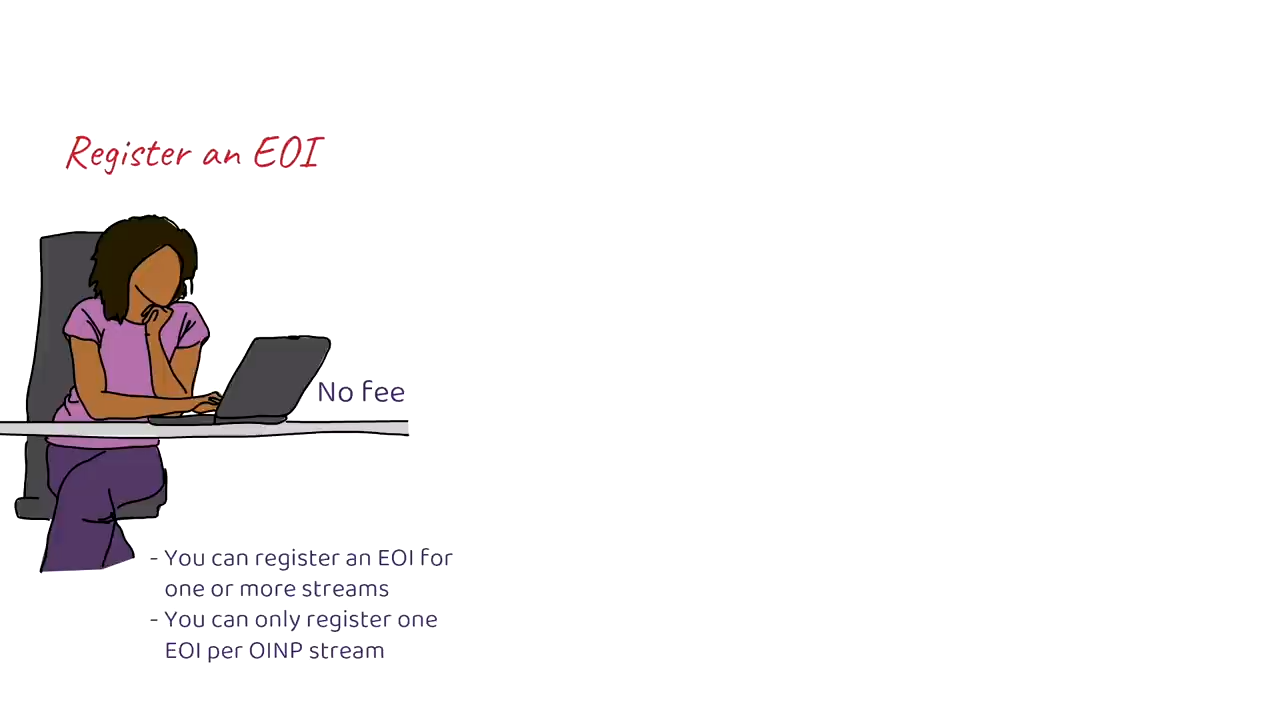 Register an EOI
No fee
- You can register an EOI for
one or more streams
- You can only register one
EOI per OINP stream